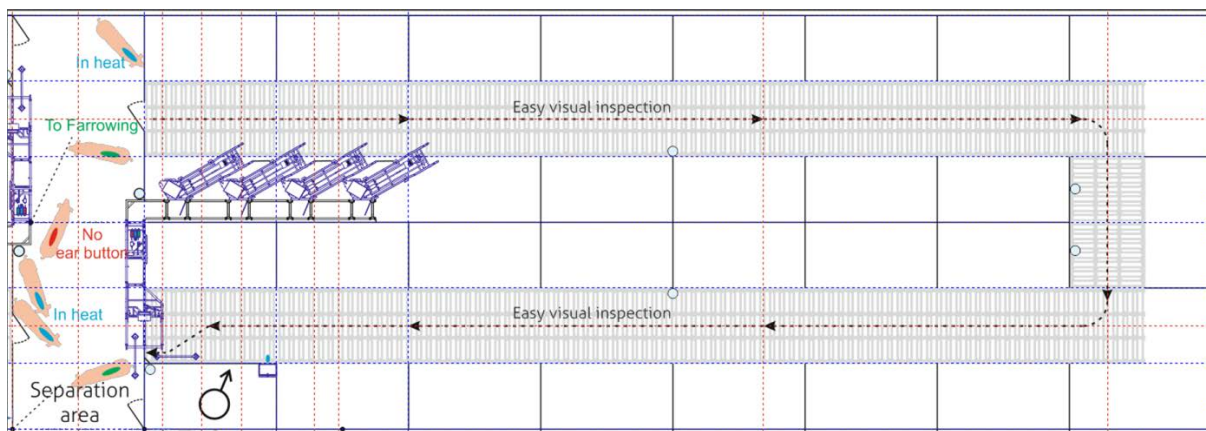 In heat
Easy visual inspection
To Farrowing
No
ear button
In heat
Easy visual inspection
Separation
area